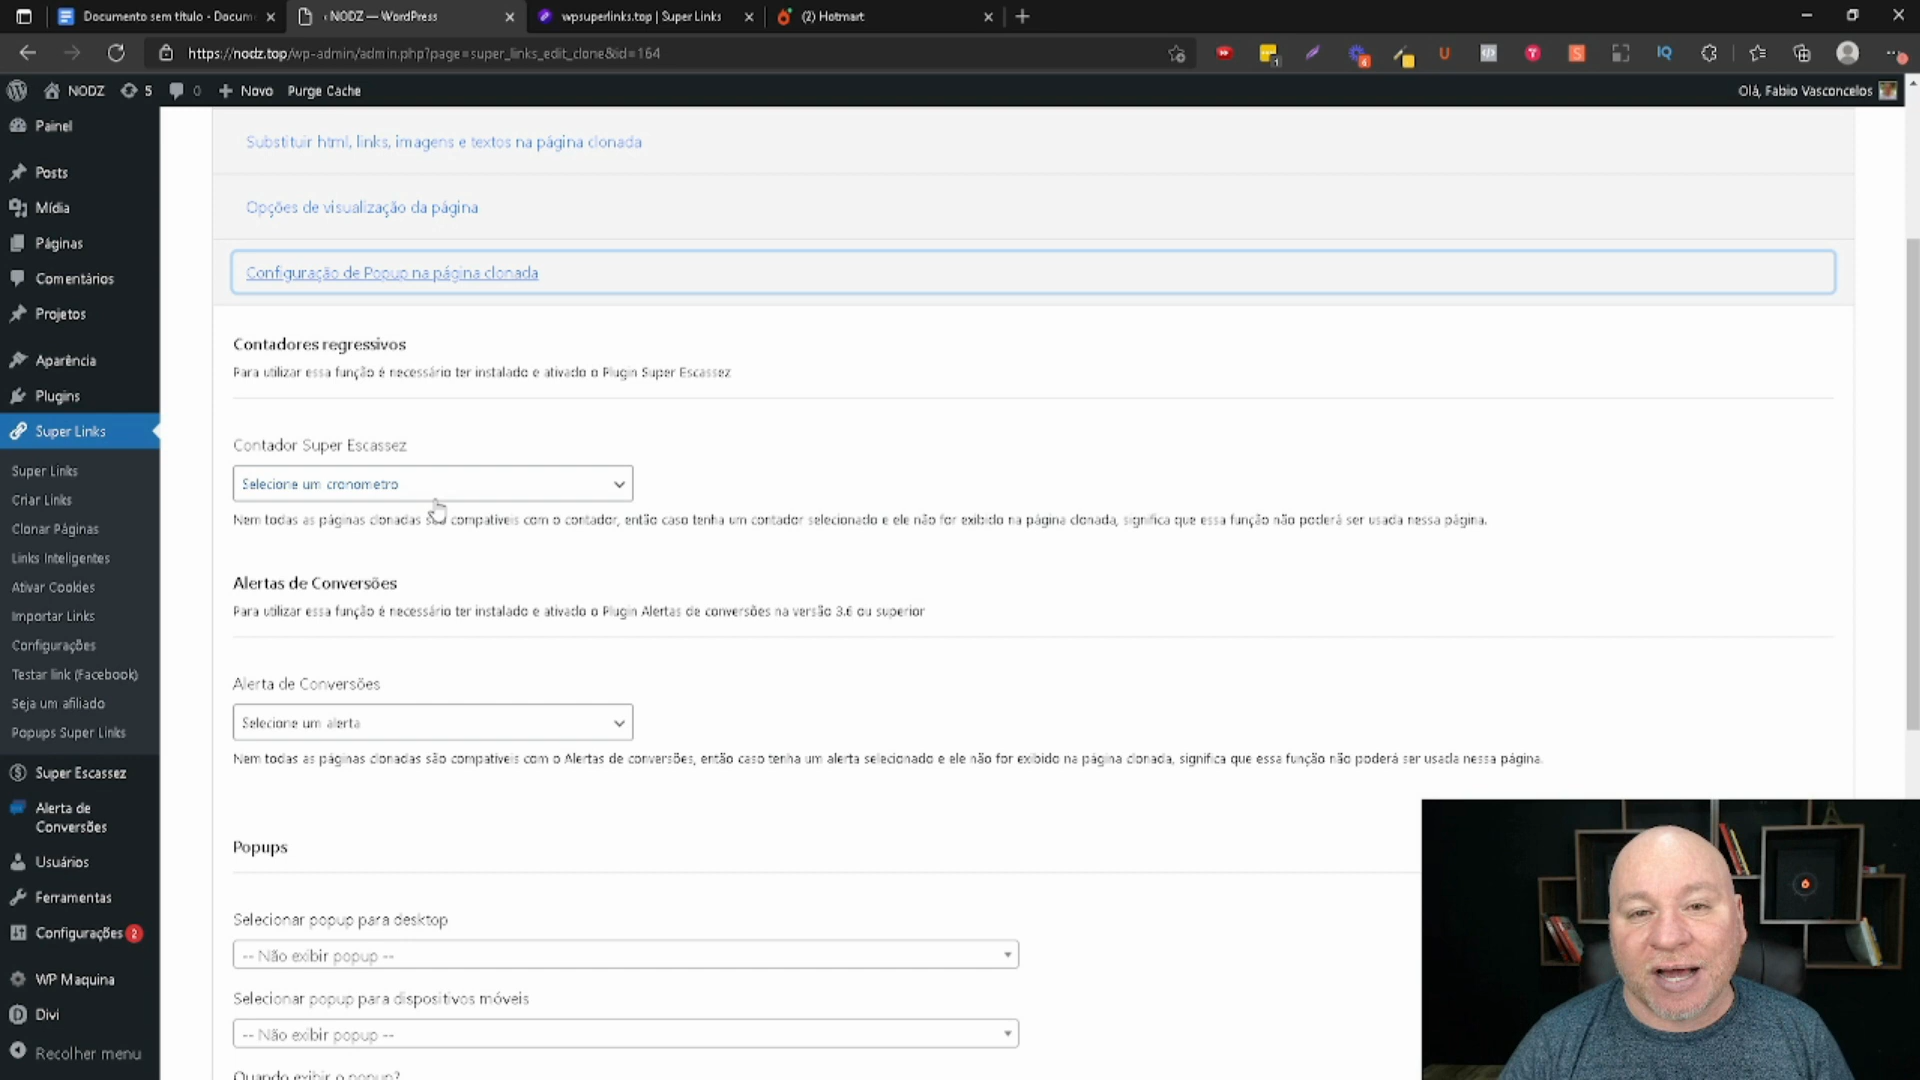 Documento sem título - Docum
NODZ — WordPress
wpsuperlinks.top | Super Links
(2) Hotmart
https://nodz.top/wp-admin/admin.php?page=super_links_edit_clone&id=164
NODZ
5
0
Novo
Purge Cache
Olá, Fabio Vasconcelos
Painel
Posts
Mídia
Páginas
Comentários
Projetos
Aparência
Plugins
Super Links
Super Links
Criar Links
Clonar Páginas
Links Inteligentes
Ativar Cookies
Importar Links
Configurações
Testar link (Facebook)
Seja um afiliado
Popups Super Links
Super Escassez
Alerta de
Conversões
Usuários
Ferramentas
Configurações 2
WP Maquina
Divi
Recolher menu
Substituir html, links, imagens e textos na página clonada
Opções de visualização da página
Configuração de Popup na página clonada
Contadores regressivos
Para utilizar essa função é necessário ter instalado e ativado o Plugin Super Escassez
Contador Super Escassez
Selecione um cronometro
Nem todas as páginas clonadas são compatíveis com o contador, então caso tenha um contador selecionado e ele não for exibido na página clonada, significa que essa função não poderá ser usada nessa página.
Alertas de Conversões
Para utilizar essa função é necessário ter instalado e ativado o Plugin Alertas de conversões na versão 3.6 ou superior
Alerta de Conversões
Selecione um alerta
Nem todas as páginas clonadas são compatíveis com o Alertas de conversões, então caso tenha um alerta selecionado e ele não for exibido na página clonada, significa que essa função não poderá ser usada nessa página.
Popups
Selecionar popup para desktop
-- Não exibir popup --
Selecionar popup para dispositivos móveis
-- Não exibir popup --
Quando exibir o popup?